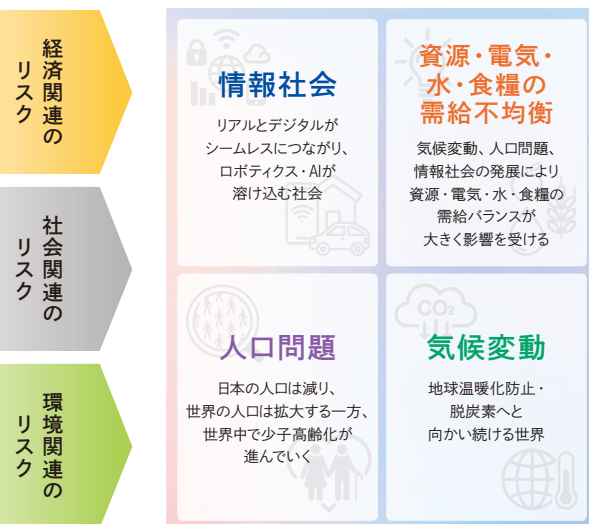 経済関連の
リスク
社会関連の
リスク
環境関連の
リスク
情報社会
リアルとデジタルが
シームレスにつながり、
ロボティクス・AIが
溶け込む社会
資源・電気・
水・食糧の
需給不均衡
気候変動、人口問題、
情報社会の発展により
資源・電気・水・食糧の
需給バランスが
大きく影響を受ける
人口問題
日本の人口は減り、
世界の人口は拡大する一方、
世界中で少子高齢化が
進んでいく
CO₂
気候変動
地球温暖化防止・
脱炭素へと
向かい続ける世界